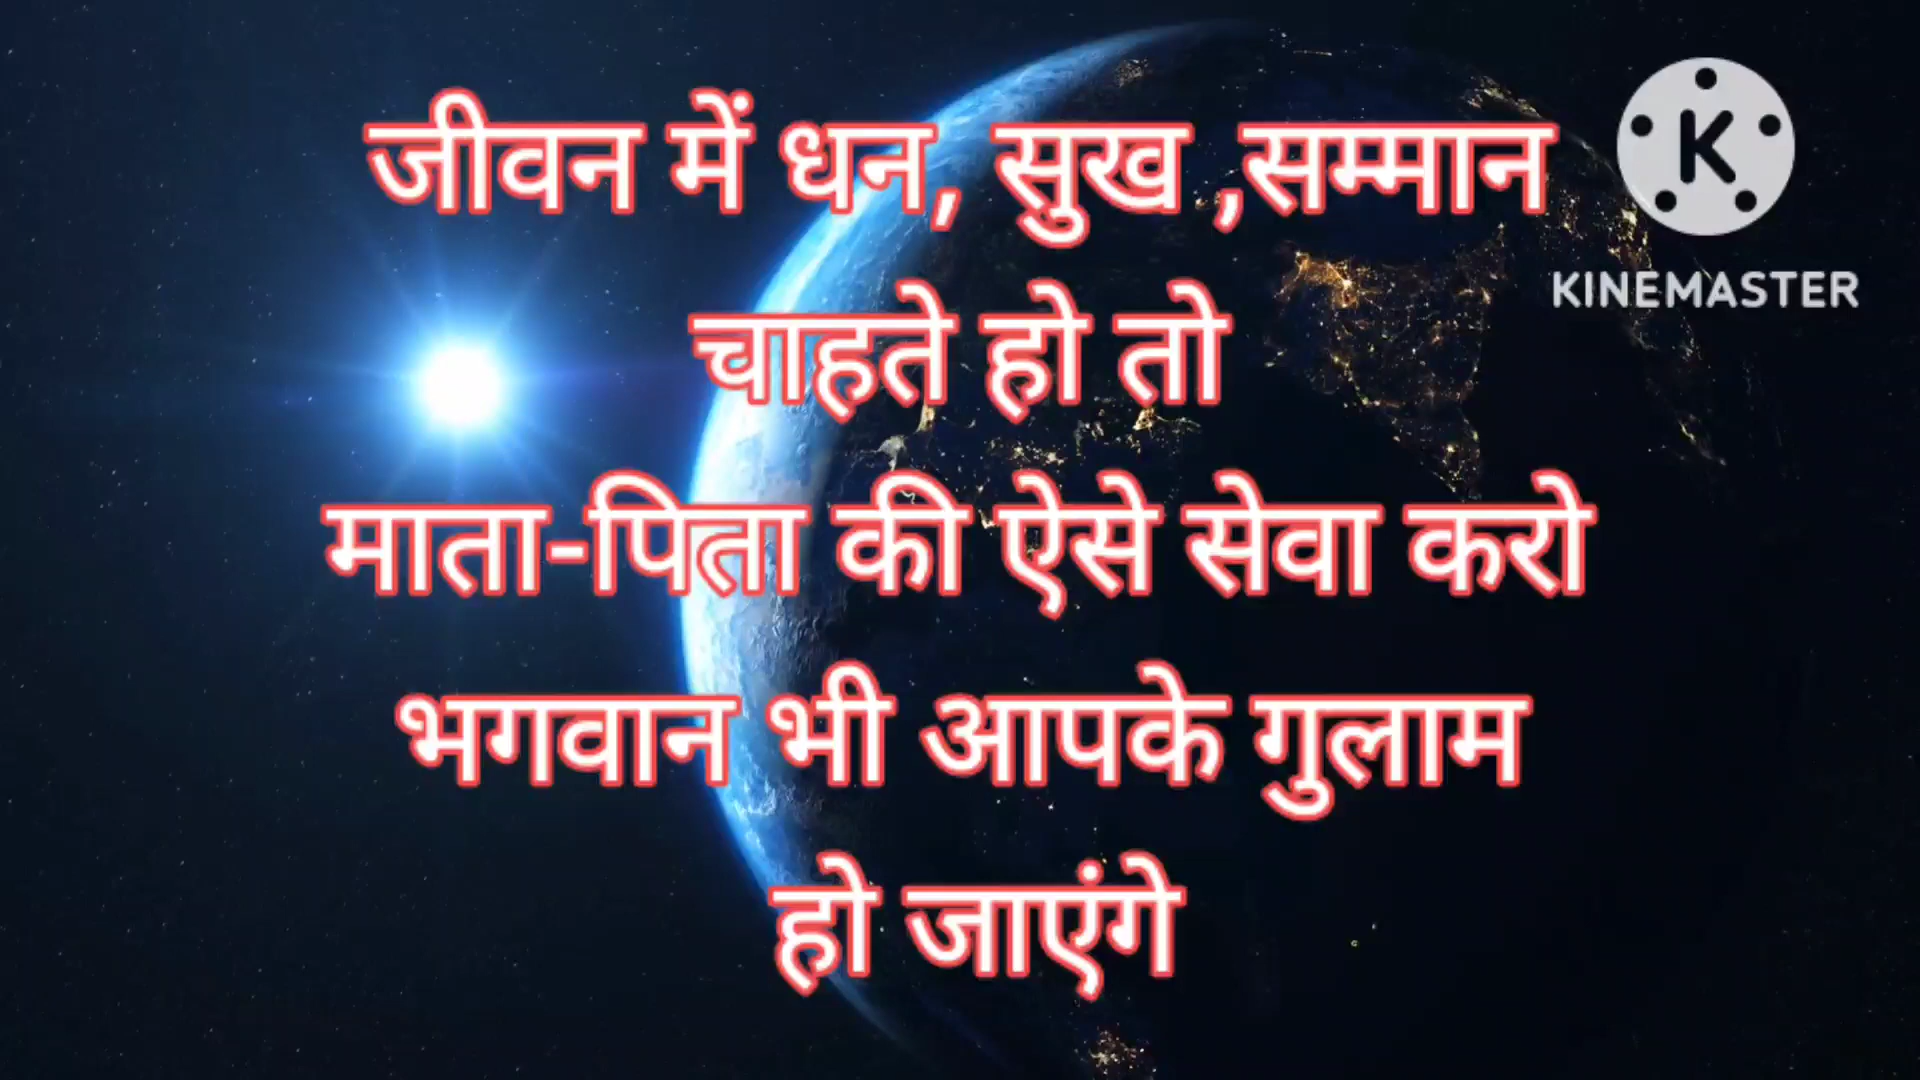 जीवन में धन, सुख ,सम्मान
चाहते हो तो
माता-पिता की ऐसे सेवा करो
भगवान भी आपके गुलाम
हो जाएंगे
K
KINEMASTER